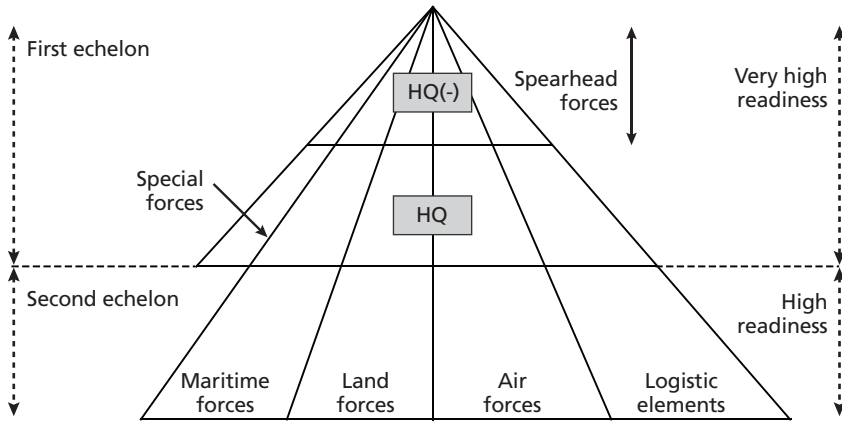 First echelon
HQ(-)
Spearhead
forces
Very high
readiness
Special
forces
HQ
Second echelon
High
readiness
Maritime
forces
Land
forces
Air
forces
Logistic
elements